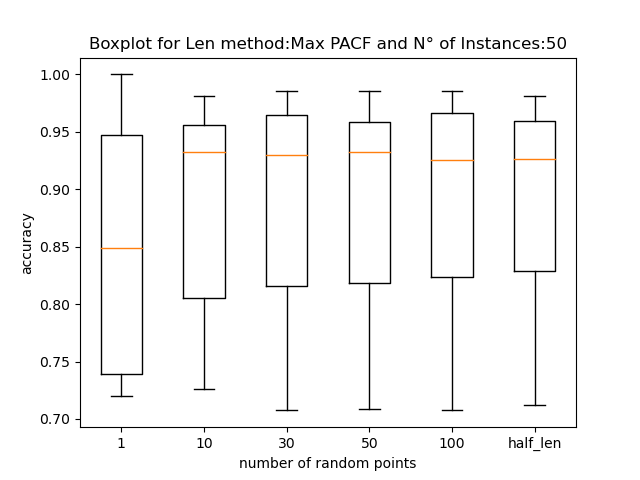 Boxplot for Len method:Max PACF and N° of Instances:50
1.00
0.95
0.90
0.85
0.80
0.75
0.70
accuracy
1 10 30 50 100 half_len
number of random points